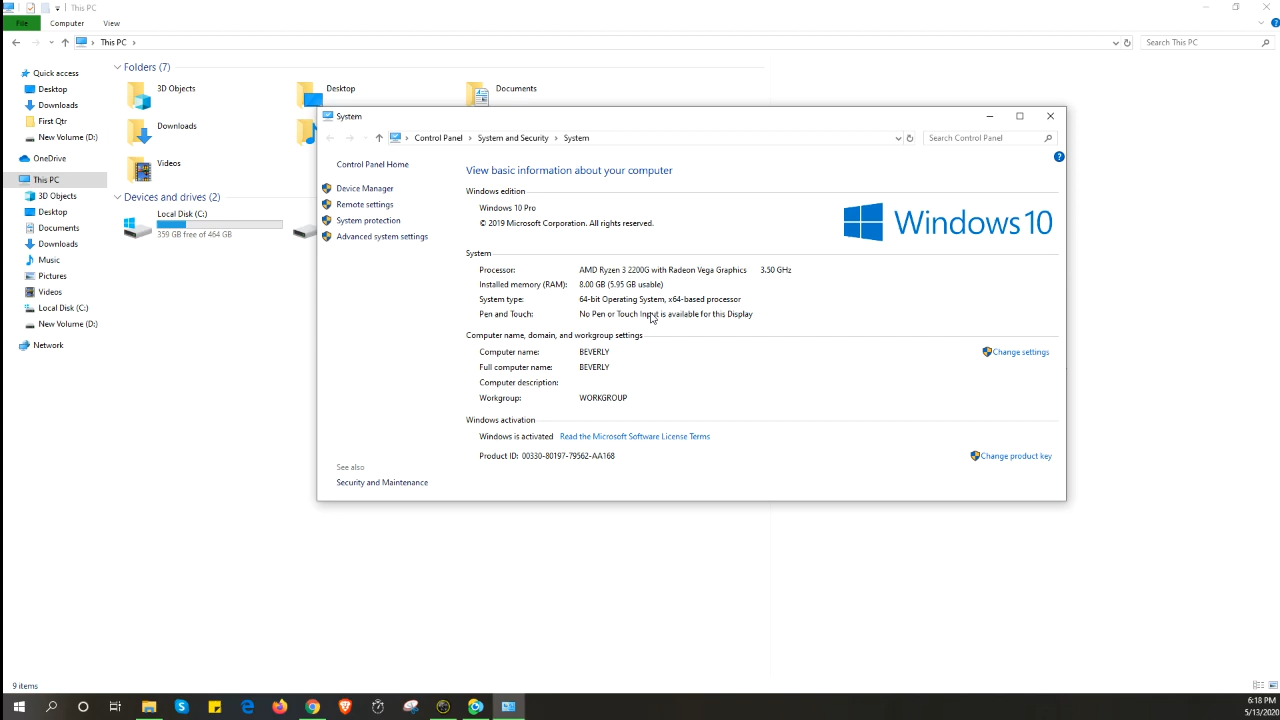 This PC
File Computer View
This PC
Search This PC
Quick access
Desktop
Downloads
First Qtr
New Volume (D:)
OneDrive
This PC
3D Objects
Desktop
Documents
Downloads
Music
Pictures
Videos
Local Disk (C:)
New Volume (D:)
Network
Folders (7)
3D Objects
Desktop
Documents
Downloads
Videos
Devices and drives (2)
Local Disk (C:)
359 GB free of 464 GB
System
Control Panel > System and Security > System
Search Control Panel
Control Panel Home
Device Manager
Remote settings
System protection
Advanced system settings
See also
Security and Maintenance
View basic information about your computer
Windows edition
Windows 10 Pro
© 2019 Microsoft Corporation. All rights reserved.
Windows 10
System
Processor: AMD Ryzen 3 2200G with Radeon Vega Graphics 3.50 GHz
Installed memory (RAM): 8.00 GB (5.95 GB usable)
System type: 64-bit Operating System, x64-based processor
Pen and Touch: No Pen or Touch Input is available for this Display
Computer name, domain, and workgroup settings
Computer name: BEVERLY
Change settings
Full computer name: BEVERLY
Computer description:
Workgroup: WORKGROUP
Windows activation
Windows is activated Read the Microsoft Software License Terms
Product ID: 00330-80197-79562-AA168
Change product key
9 items
6:18 PM
5/13/2020